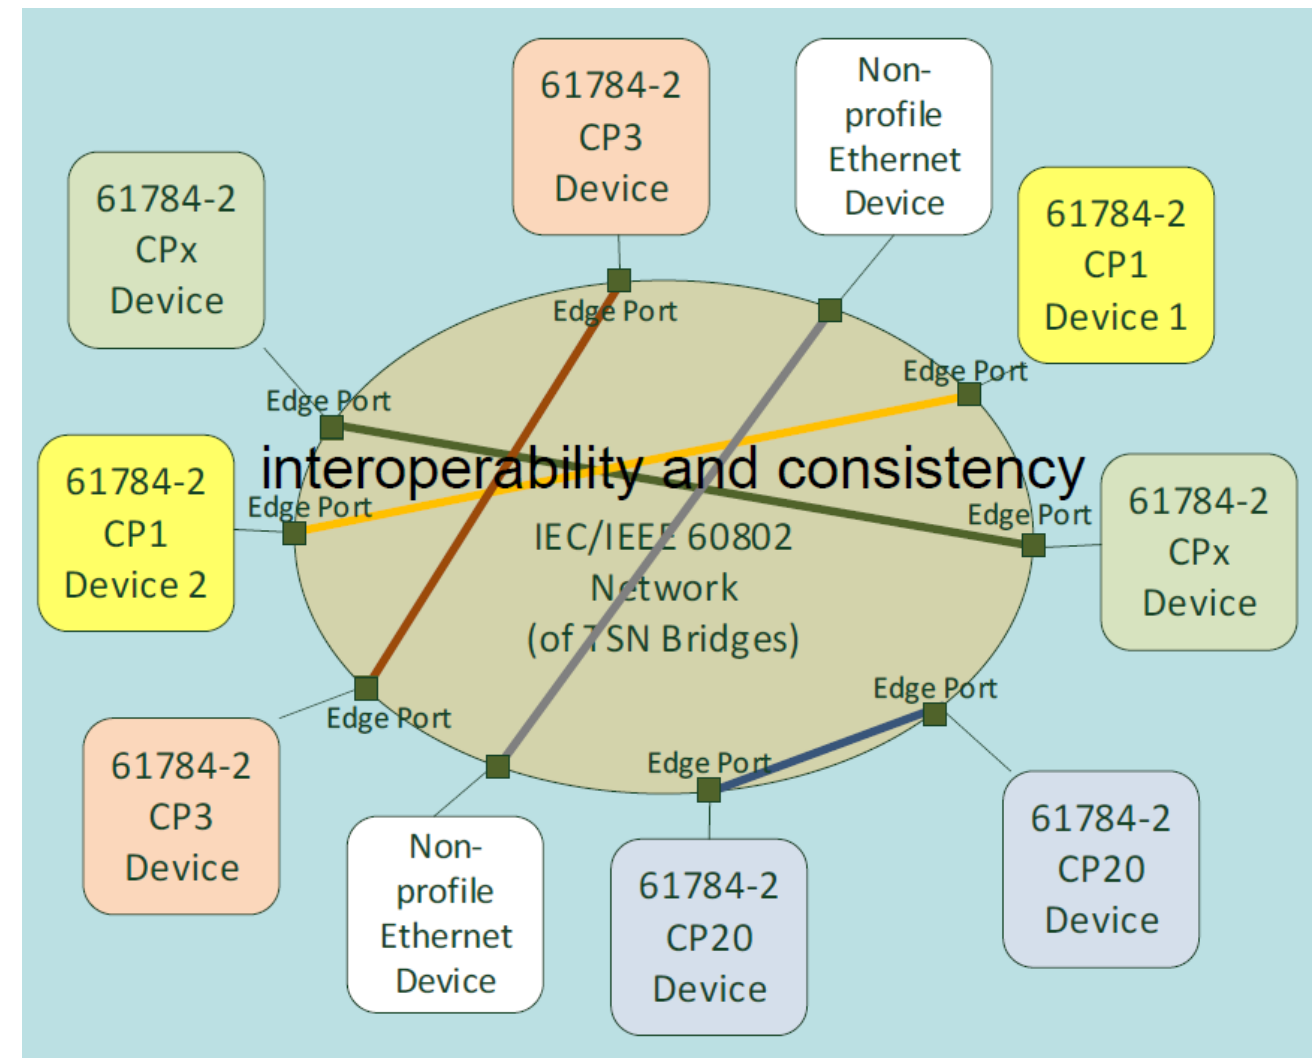 61784-2
CP3
Device
Non-
profile
Ethernet
Device
61784-2
CPx
Device
61784-2
CP1
Device 1
Edge Port
Edge Port
Edge Port
interoperability and consistency
61784-2
CP1
Device 2
Edge Port
Edge Port
61784-2
CPx
Device
IEC/IEEE 60802
Network
(of TSN Bridges)
Edge Port
Edge Port
Edge Port
61784-2
CP3
Device
Non-
profile
Ethernet
Device
61784-2
CP20
Device
61784-2
CP20
Device